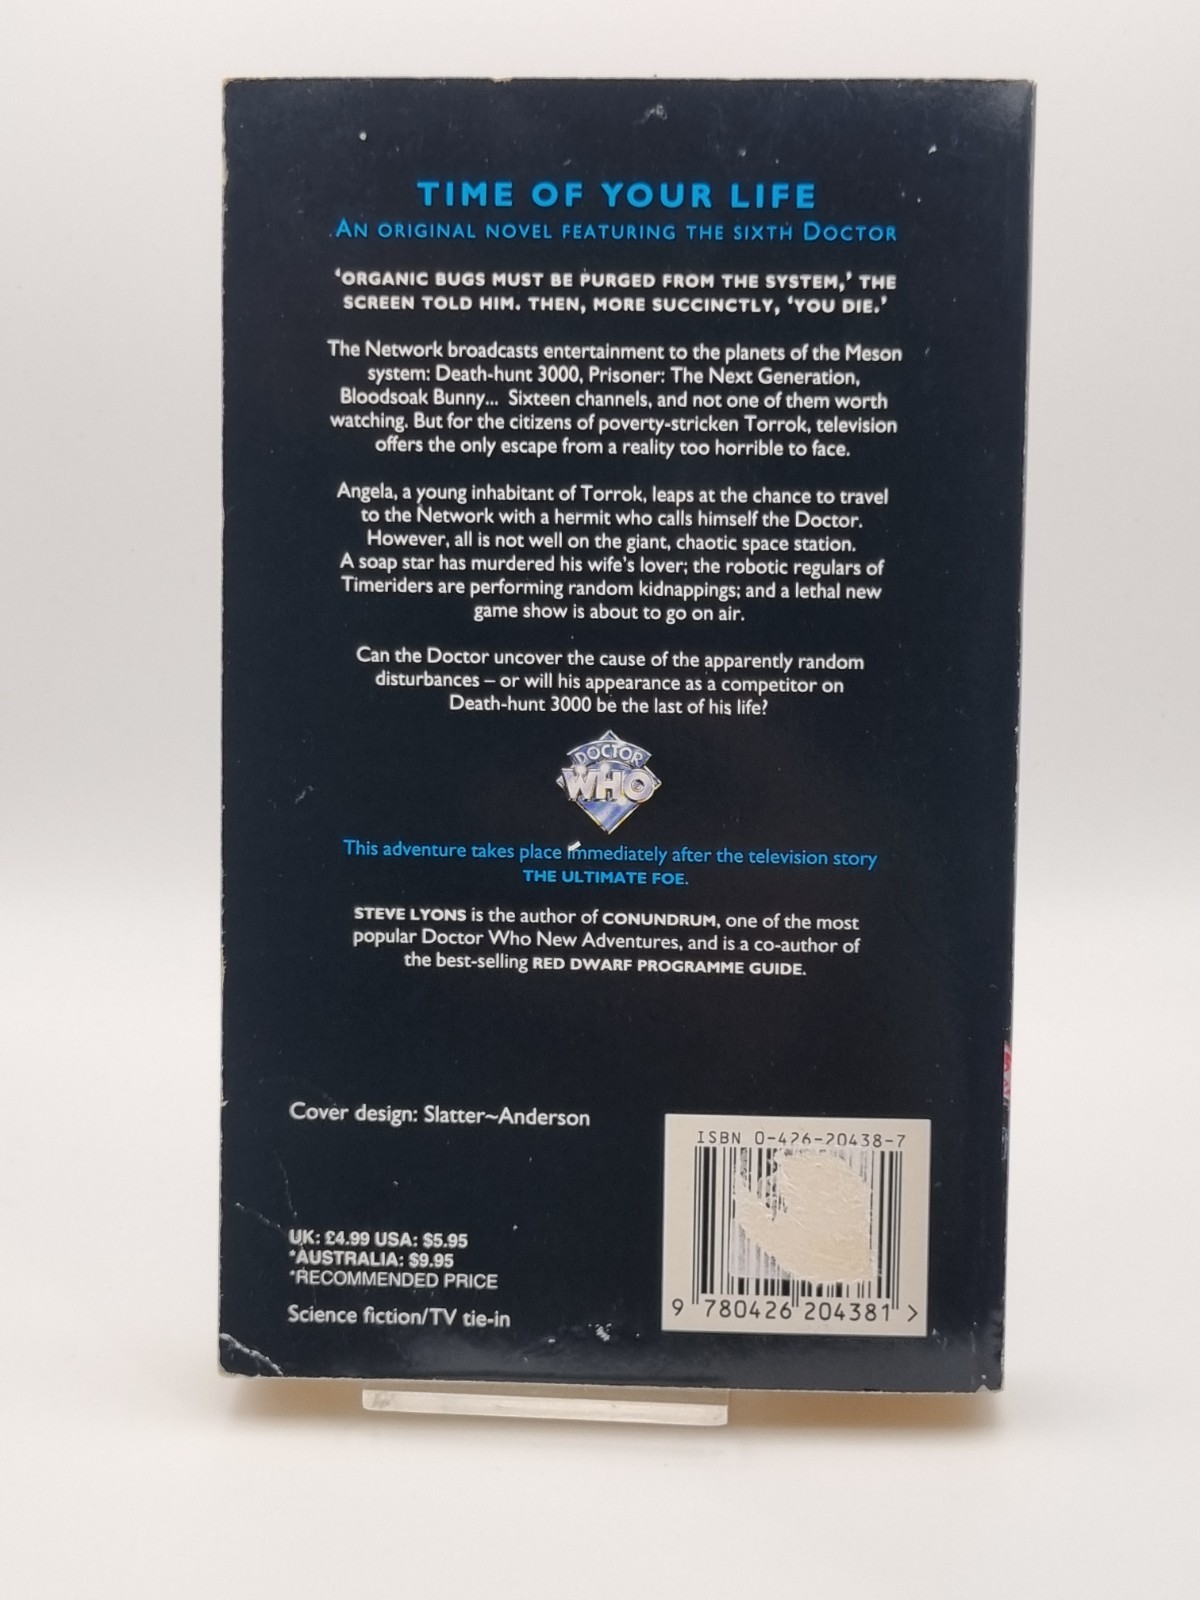 TIME OF YOUR LIFE
AN ORIGINAL NOVEL FEATURING THE SIXTH DOCTOR
‘ORGANIC BUGS MUST BE PURGED FROM THE SYSTEM,’ THE
SCREEN TOLD HIM. THEN, MORE SUCCINCTLY, ‘YOU DIE.’
The Network broadcasts entertainment to the planets of the Meson
system: Death-hunt 3000, Prisoner: The Next Generation,
Bloodsoak Bunny... Sixteen channels, and not one of them worth
watching. But for the citizens of poverty-stricken Torrok, television
offers the only escape from a reality too horrible to face.
Angela, a young inhabitant of Torrok, leaps at the chance to travel
to the Network with a hermit who calls himself the Doctor.
However, all is not well on the giant, chaotic space station.
A soap star has murdered his wife’s lover; the robotic regulars of
Timeriders are performing random kidnappings; and a lethal new
game show is about to go on air.
Can the Doctor uncover the cause of the apparently random
disturbances – or will his appearance as a competitor on
Death-hunt 3000 be the last of his life?
DOCTOR
WHO
This adventure takes place immediately after the television story
THE ULTIMATE FOE.
STEVE LYONS is the author of CONUNDRUM, one of the most
popular Doctor Who New Adventures, and is a co-author of
the best-selling RED DWARF PROGRAMME GUIDE.
Cover design: Slatter~Anderson
ISBN 0-426-20438-7
UK: £4.99 USA: $5.95
*AUSTRALIA: $9.95
*RECOMMENDED PRICE
Science fiction/TV tie-in
9 780426 204381 >